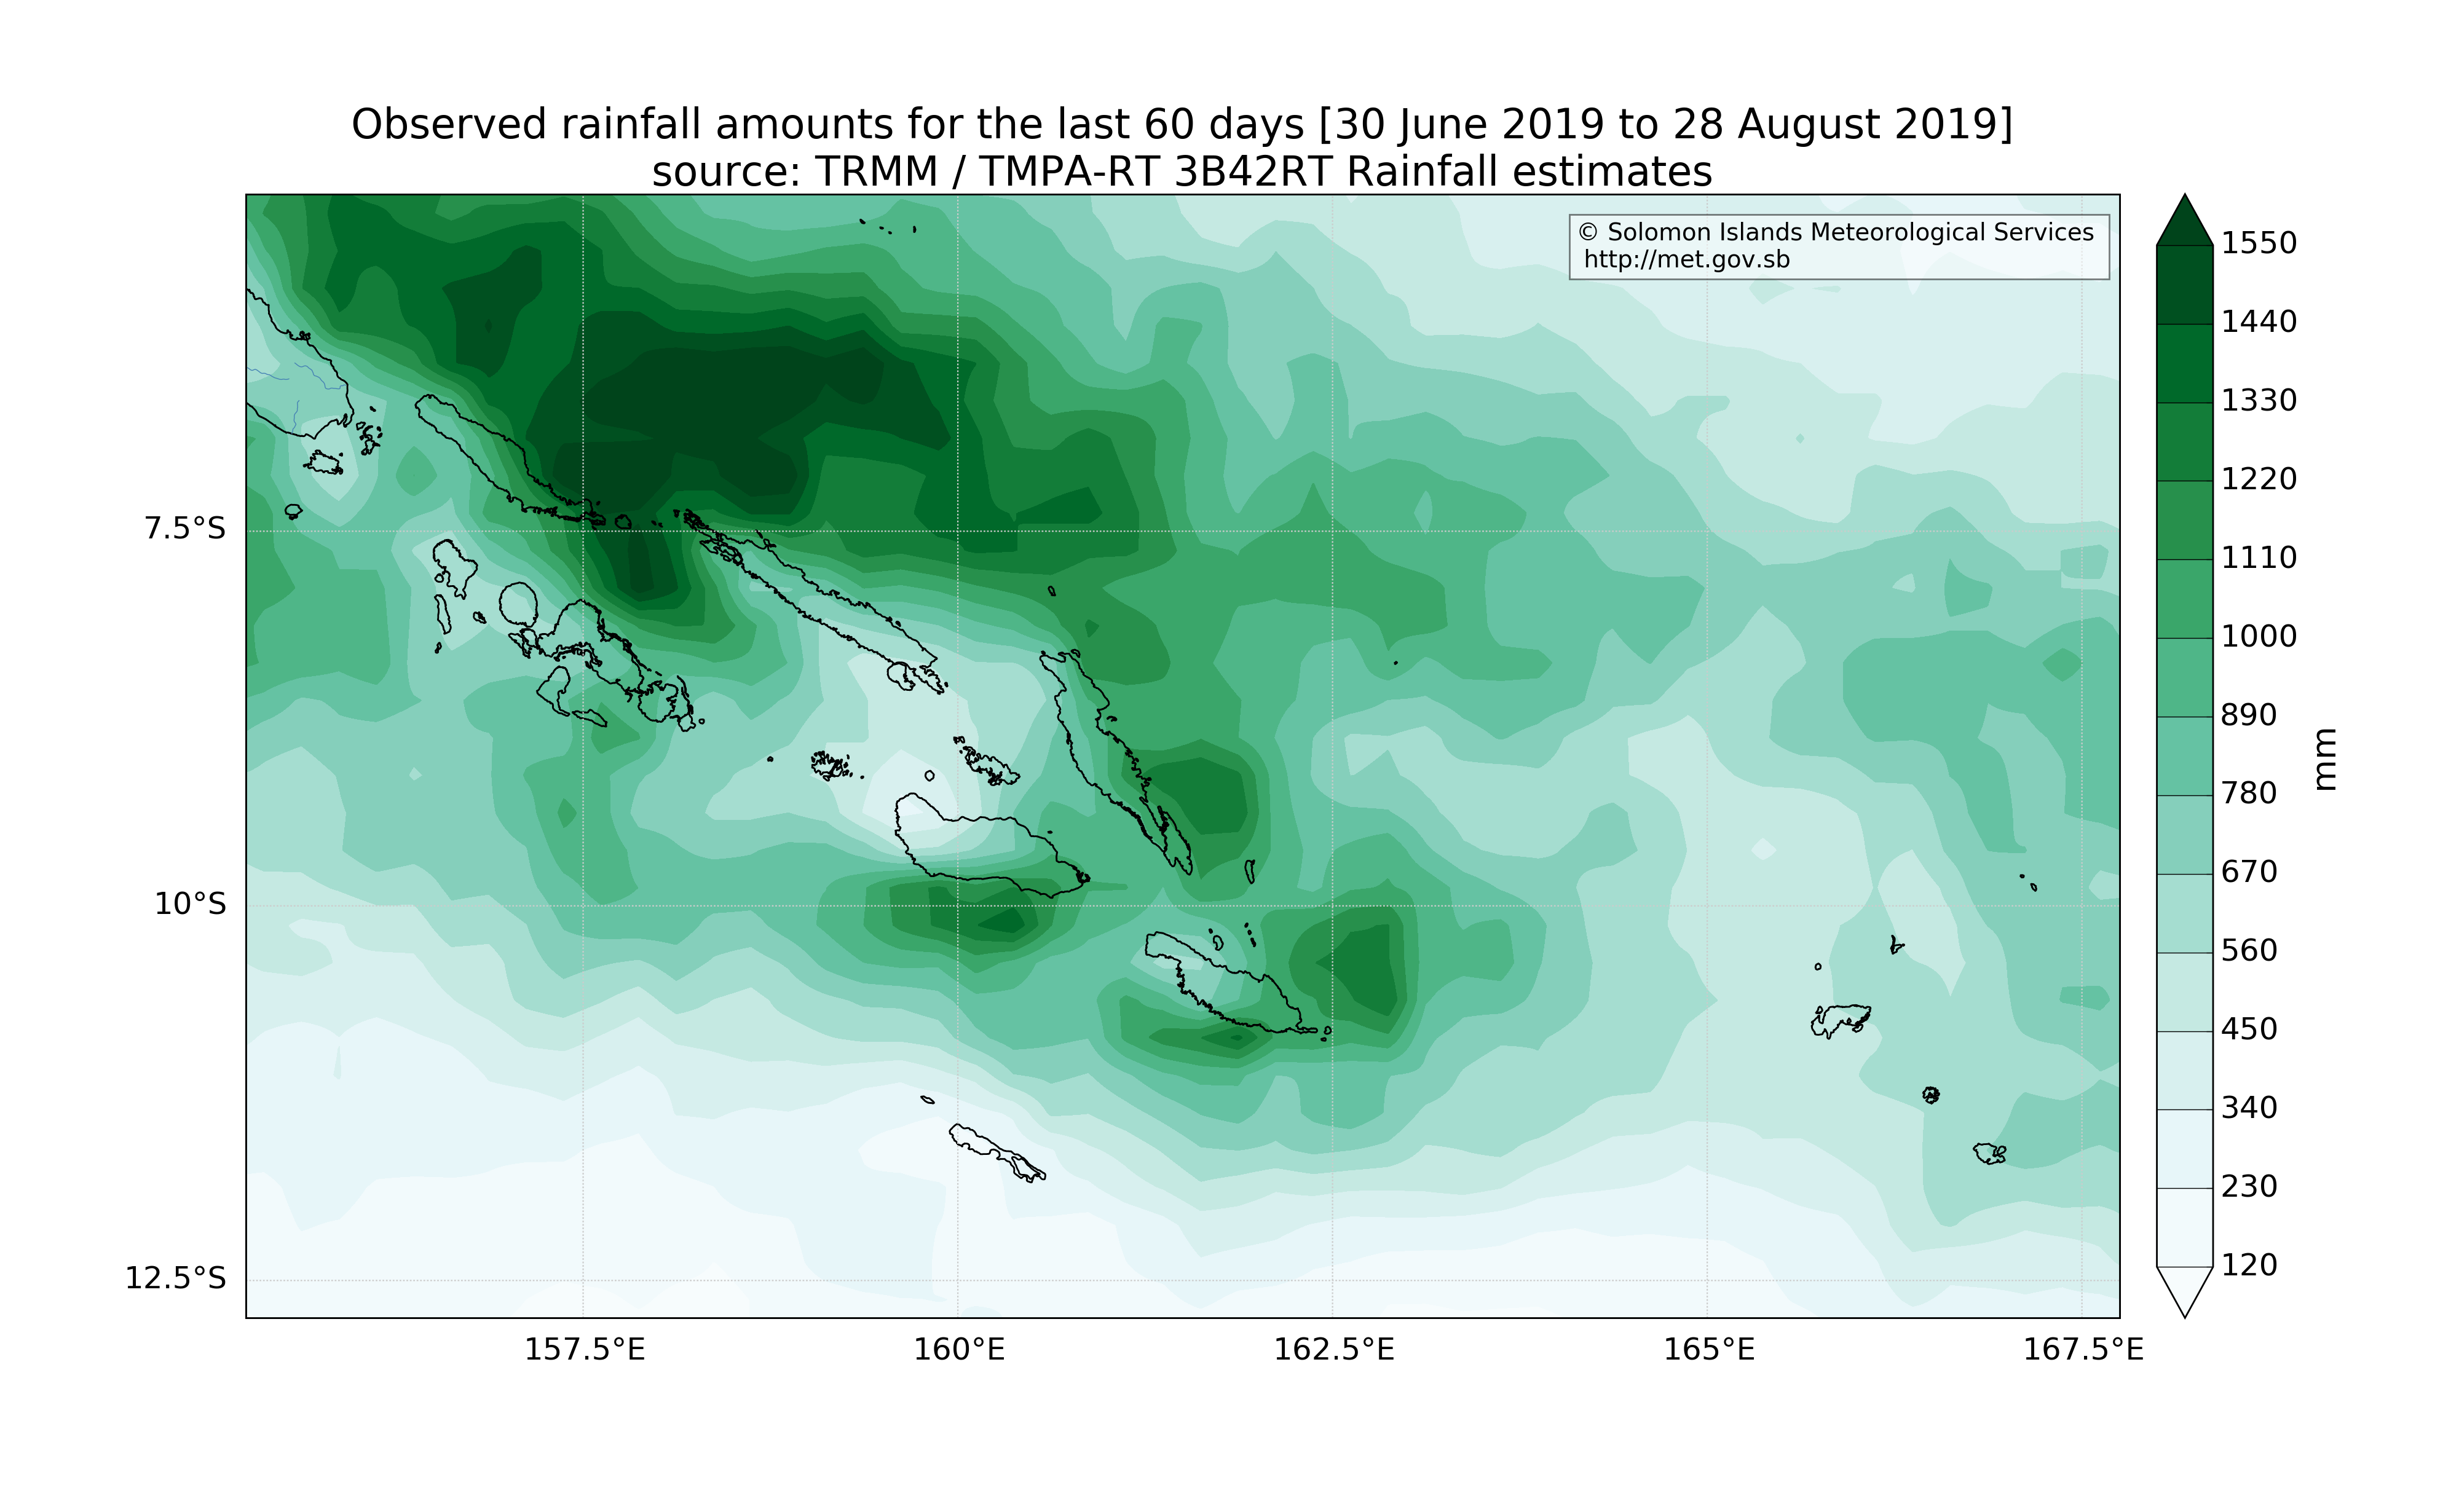 Observed rainfall amounts for the last 60 days [30 June 2019 to 28 August 2019]
source: TRMM / TMPA-RT 3B42RT Rainfall estimates
© Solomon Islands Meteorological Services
http://met.gov.sb
7.5°S
10°S
12.5°S
157.5°E
160°E
162.5°E
165°E
167.5°E
1550
1440
1330
1220
1110
1000
890
780
670
560
450
340
230
120
mm